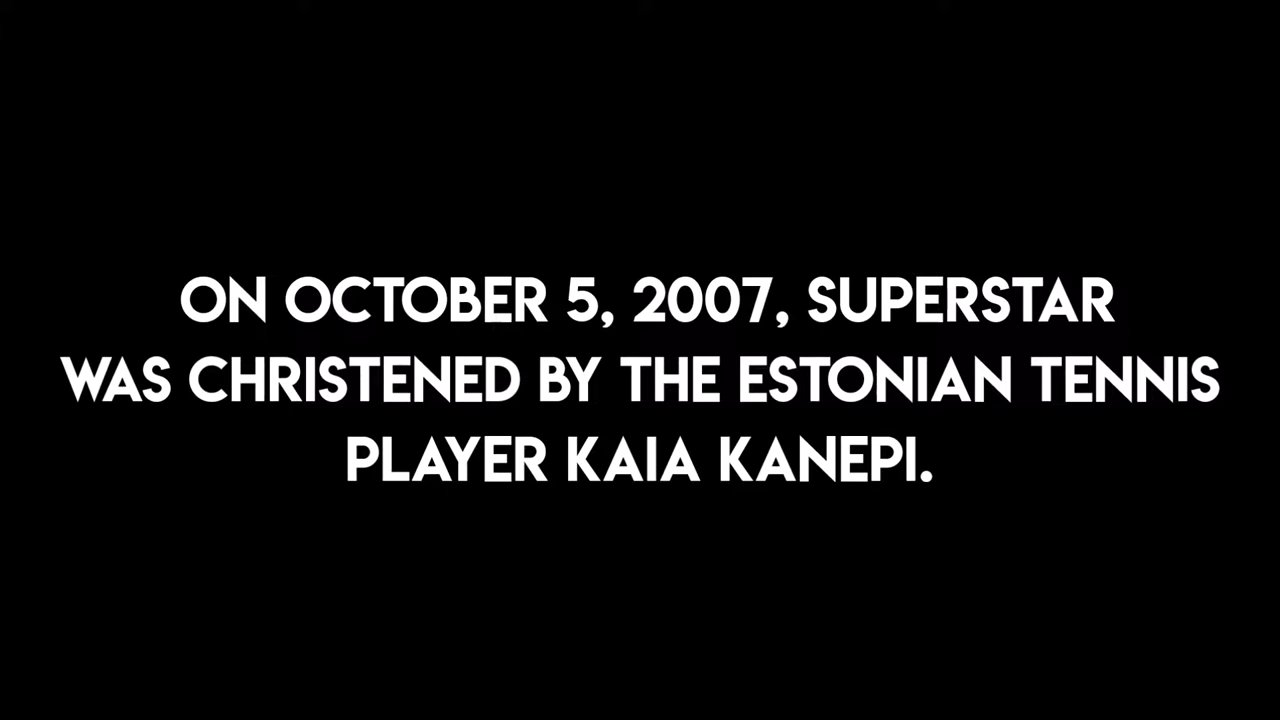 ON OCTOBER 5, 2007, SUPERSTAR
WAS CHRISTENED BY THE ESTONIAN TENNIS
PLAYER KAIA KANEPI.